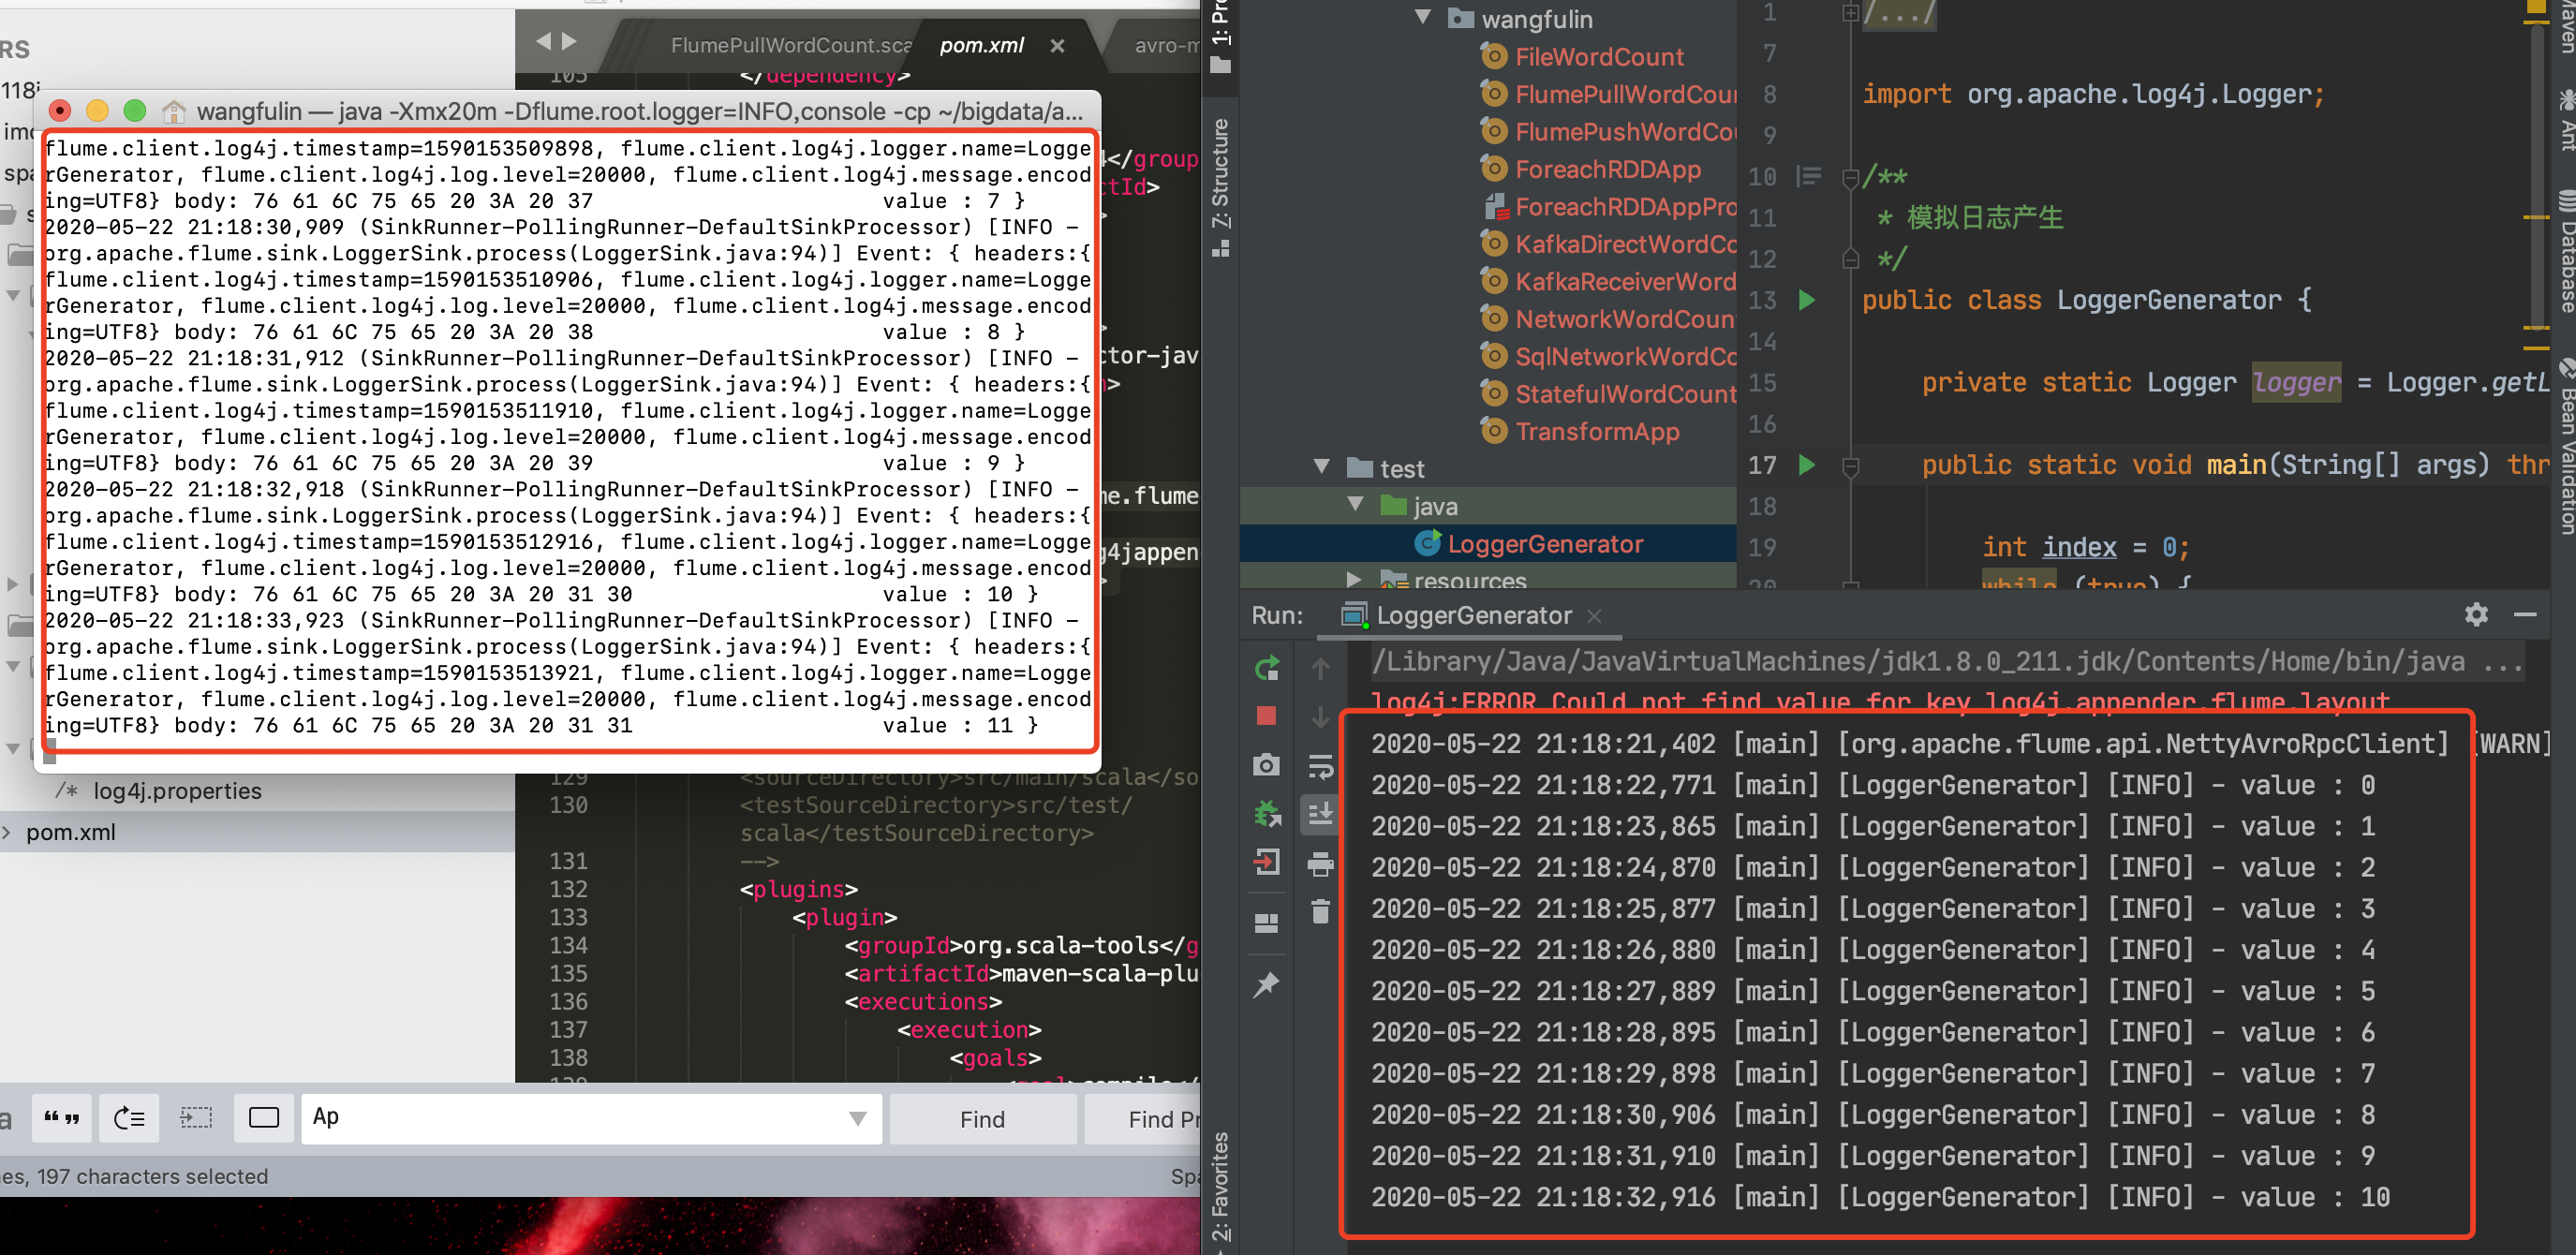 RS
118i
FlumePullWordCount.sca
pom.xml
avro-m
105
</dependency>
wangfulin — java -Xmx20m -Dflume.root.logger=INFO,console -cp ~/bigdata/a...
flume.client.log4j.timestamp=1590153509898, flume.client.log4j.logger.name=Logge
rGenerator, flume.client.log4j.log.level=20000, flume.client.log4j.message.encod
ing=UTF8} body: 76 61 6C 75 65 20 3A 20 37 value : 7 }
2020-05-22 21:18:30,909 (SinkRunner-PollingRunner-DefaultSinkProcessor) [INFO -
org.apache.flume.sink.LoggerSink.process(LoggerSink.java:94)] Event: { headers:{
flume.client.log4j.timestamp=1590153510906, flume.client.log4j.logger.name=Logge
rGenerator, flume.client.log4j.log.level=20000, flume.client.log4j.message.encod
ing=UTF8} body: 76 61 6C 75 65 20 3A 20 38 value : 8 }
2020-05-22 21:18:31,912 (SinkRunner-PollingRunner-DefaultSinkProcessor) [INFO -
org.apache.flume.sink.LoggerSink.process(LoggerSink.java:94)] Event: { headers:{
flume.client.log4j.timestamp=1590153511910, flume.client.log4j.logger.name=Logge
rGenerator, flume.client.log4j.log.level=20000, flume.client.log4j.message.encod
ing=UTF8} body: 76 61 6C 75 65 20 3A 20 39 value : 9 }
2020-05-22 21:18:32,918 (SinkRunner-PollingRunner-DefaultSinkProcessor) [INFO -
org.apache.flume.sink.LoggerSink.process(LoggerSink.java:94)] Event: { headers:{
flume.client.log4j.timestamp=1590153512916, flume.client.log4j.logger.name=Logge
rGenerator, flume.client.log4j.log.level=20000, flume.client.log4j.message.encod
ing=UTF8} body: 76 61 6C 75 65 20 3A 20 31 30 value : 10 }
2020-05-22 21:18:33,923 (SinkRunner-PollingRunner-DefaultSinkProcessor) [INFO -
org.apache.flume.sink.LoggerSink.process(LoggerSink.java:94)] Event: { headers:{
flume.client.log4j.timestamp=1590153513921, flume.client.log4j.logger.name=Logge
rGenerator, flume.client.log4j.log.level=20000, flume.client.log4j.message.encod
ing=UTF8} body: 76 61 6C 75 65 20 3A 20 31 31 value : 11 }
</group
ctId>
ctor-jav
me.flume
g4jappen
/* log4j.properties
pom.xml
129 <sourceDirectory>src/main/scala</so
130 <testSourceDirectory>src/test/
scala</testSourceDirectory>
131 -->
132 <plugins>
133 <plugin>
134 <groupId>org.scala-tools</g
135 <artifactId>maven-scala-plu
136 <executions>
137 <execution>
138 <goals>
Ap
Find
Find Pr
es, 197 characters selected
Spa
1: Pro
7: Structure
2: Favorites
wangfulin
FileWordCount
FlumePullWordCou
FlumePushWordCo
ForeachRDDApp
ForeachRDDAppPro
KafkaDirectWordCo
KafkaReceiverWord
NetworkWordCoun
SqlNetworkWordCo
StatefulWordCount
TransformApp
test
java
LoggerGenerator
resources
1 /.../
7
8 import org.apache.log4j.Logger;
9
10 /**
11 * 模拟日志产生
12 */
13 public class LoggerGenerator {
14
15 private static Logger logger = Logger.getL
16
17 public static void main(String[] args) thr
18
19 int index = 0;
20 while (true) {
Maven
Ant
Database
Bean Validation
Run: LoggerGenerator
/Library/Java/JavaVirtualMachines/jdk1.8.0_211.jdk/Contents/Home/bin/java ...
log4j:ERROR Could not find value for key log4j.appender.flume.layout
2020-05-22 21:18:21,402 [main] [org.apache.flume.api.NettyAvroRpcClient] [WARN]
2020-05-22 21:18:22,771 [main] [LoggerGenerator] [INFO] - value : 0
2020-05-22 21:18:23,865 [main] [LoggerGenerator] [INFO] - value : 1
2020-05-22 21:18:24,870 [main] [LoggerGenerator] [INFO] - value : 2
2020-05-22 21:18:25,877 [main] [LoggerGenerator] [INFO] - value : 3
2020-05-22 21:18:26,880 [main] [LoggerGenerator] [INFO] - value : 4
2020-05-22 21:18:27,889 [main] [LoggerGenerator] [INFO] - value : 5
2020-05-22 21:18:28,895 [main] [LoggerGenerator] [INFO] - value : 6
2020-05-22 21:18:29,898 [main] [LoggerGenerator] [INFO] - value : 7
2020-05-22 21:18:30,906 [main] [LoggerGenerator] [INFO] - value : 8
2020-05-22 21:18:31,910 [main] [LoggerGenerator] [INFO] - value : 9
2020-05-22 21:18:32,916 [main] [LoggerGenerator] [INFO] - value : 10